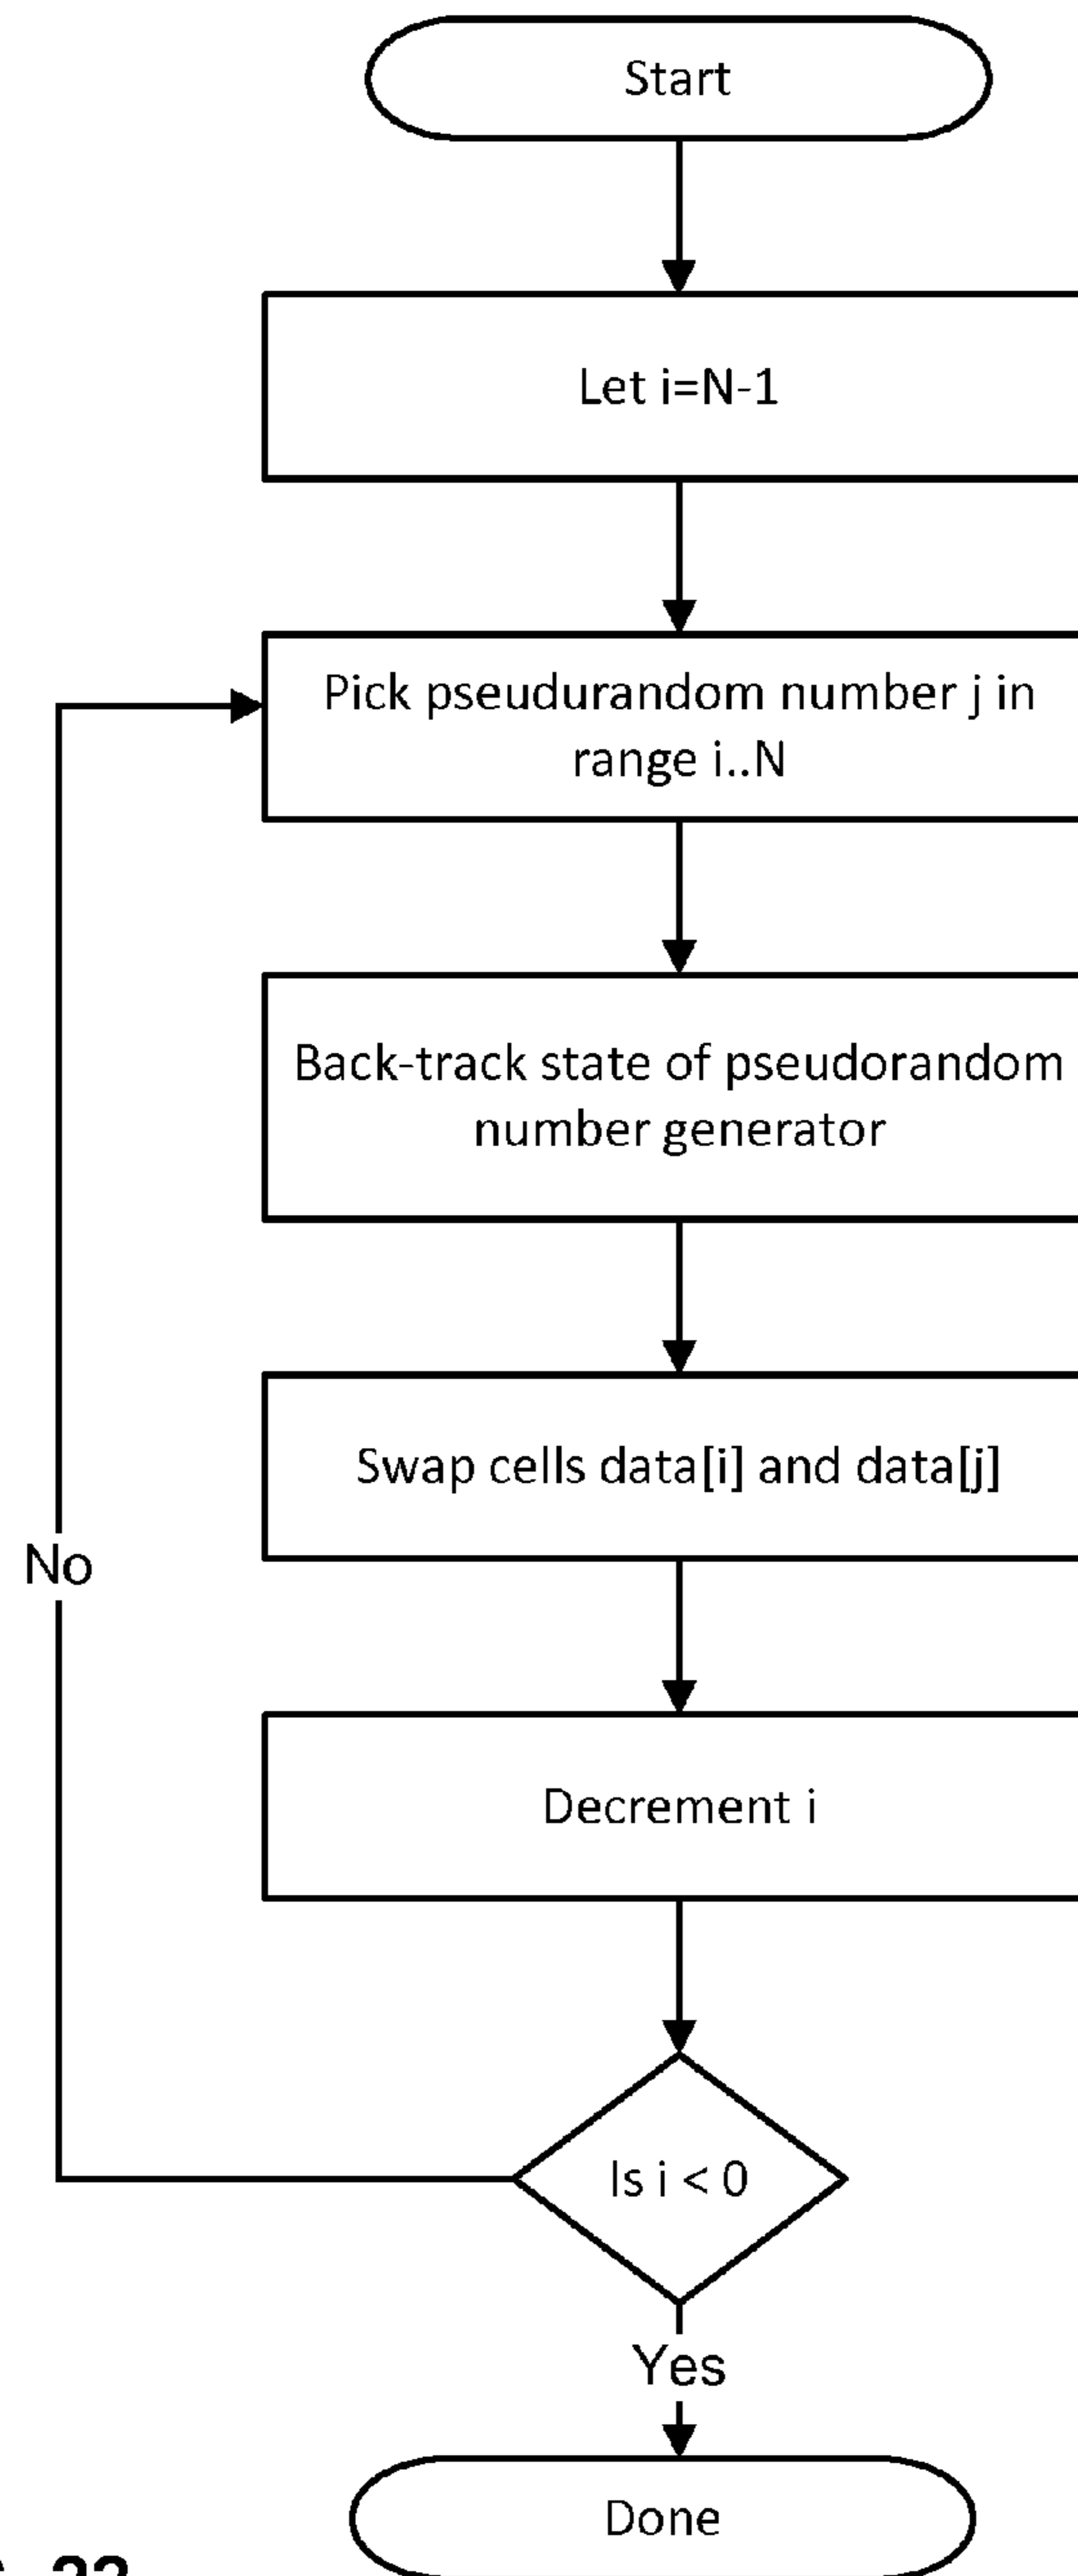 Start
Let i=N-1
Pick pseudurandom number j in
range i..N
Back-track state of pseudorandom
number generator
Swap cells data[i] and data[j]
No
Decrement i
Is i < 0
Yes
Done